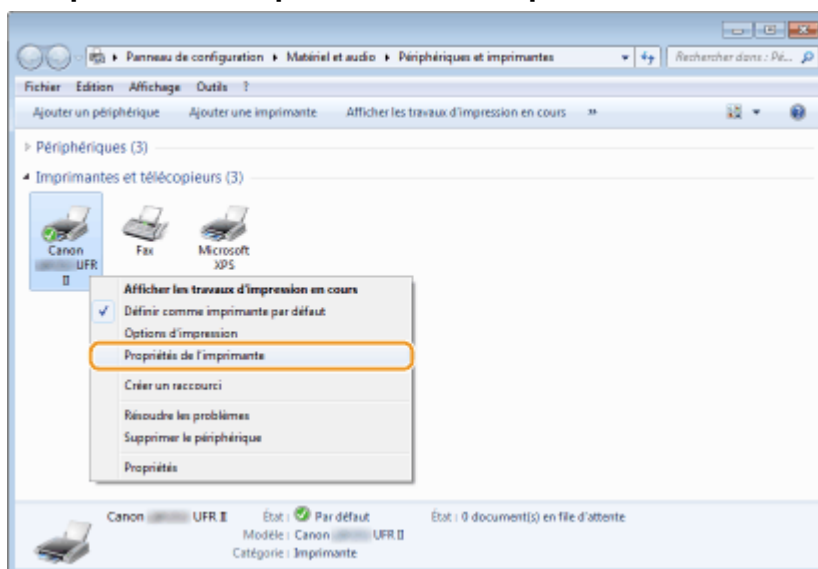 Panneau de configuration ▸ Matériel et audio ▸ Périphériques et imprimantes
Rechercher dans : Pé...
Fichier Edition Affichage Outils ?
Ajouter un périphérique Ajouter une imprimante Afficher les travaux d'impression en cours »
Périphériques (3)
Imprimantes et télécopieurs (3)
Canon UFR II
Fax
Microsoft XPS
Afficher les travaux d'impression en cours
Définir comme imprimante par défaut
Options d'impression
Propriétés de l'imprimante
Créer un raccourci
Résoudre les problèmes
Supprimer le périphérique
Propriétés
Canon UFR II État : Par défaut État : 0 document(s) en file d'attente
Modèle : Canon UFR II
Catégorie : Imprimante